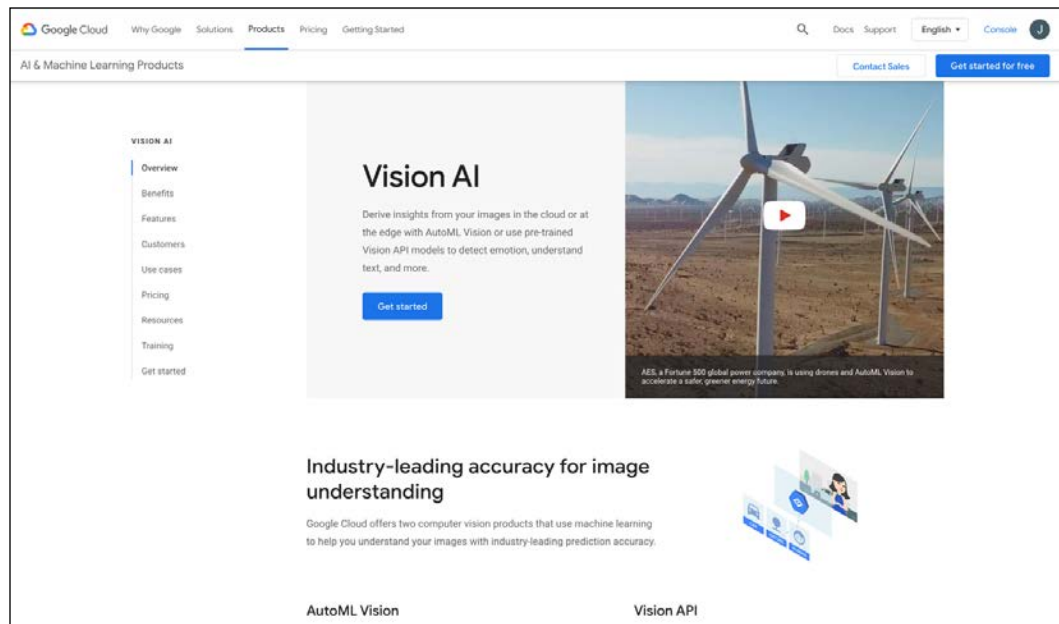 Google Cloud Why Google Solutions Products Pricing Getting Started Docs Support English Console J
AI & Machine Learning Products Contact Sales Get started for free
VISION AI
Overview
Benefits
Features
Customers
Use cases
Pricing
Resources
Training
Get started
Vision AI
Derive insights from your images in the cloud or at
the edge with AutoML Vision or use pre-trained
Vision API models to detect emotion, understand
text, and more.
Get started
AES, a Fortune 500 global power company, is using drones and AutoML Vision to
accelerate a safer, greener energy future.
Industry-leading accuracy for image
understanding
Google Cloud offers two computer vision products that use machine learning
to help you understand your images with industry-leading prediction accuracy.
AutoML Vision Vision API